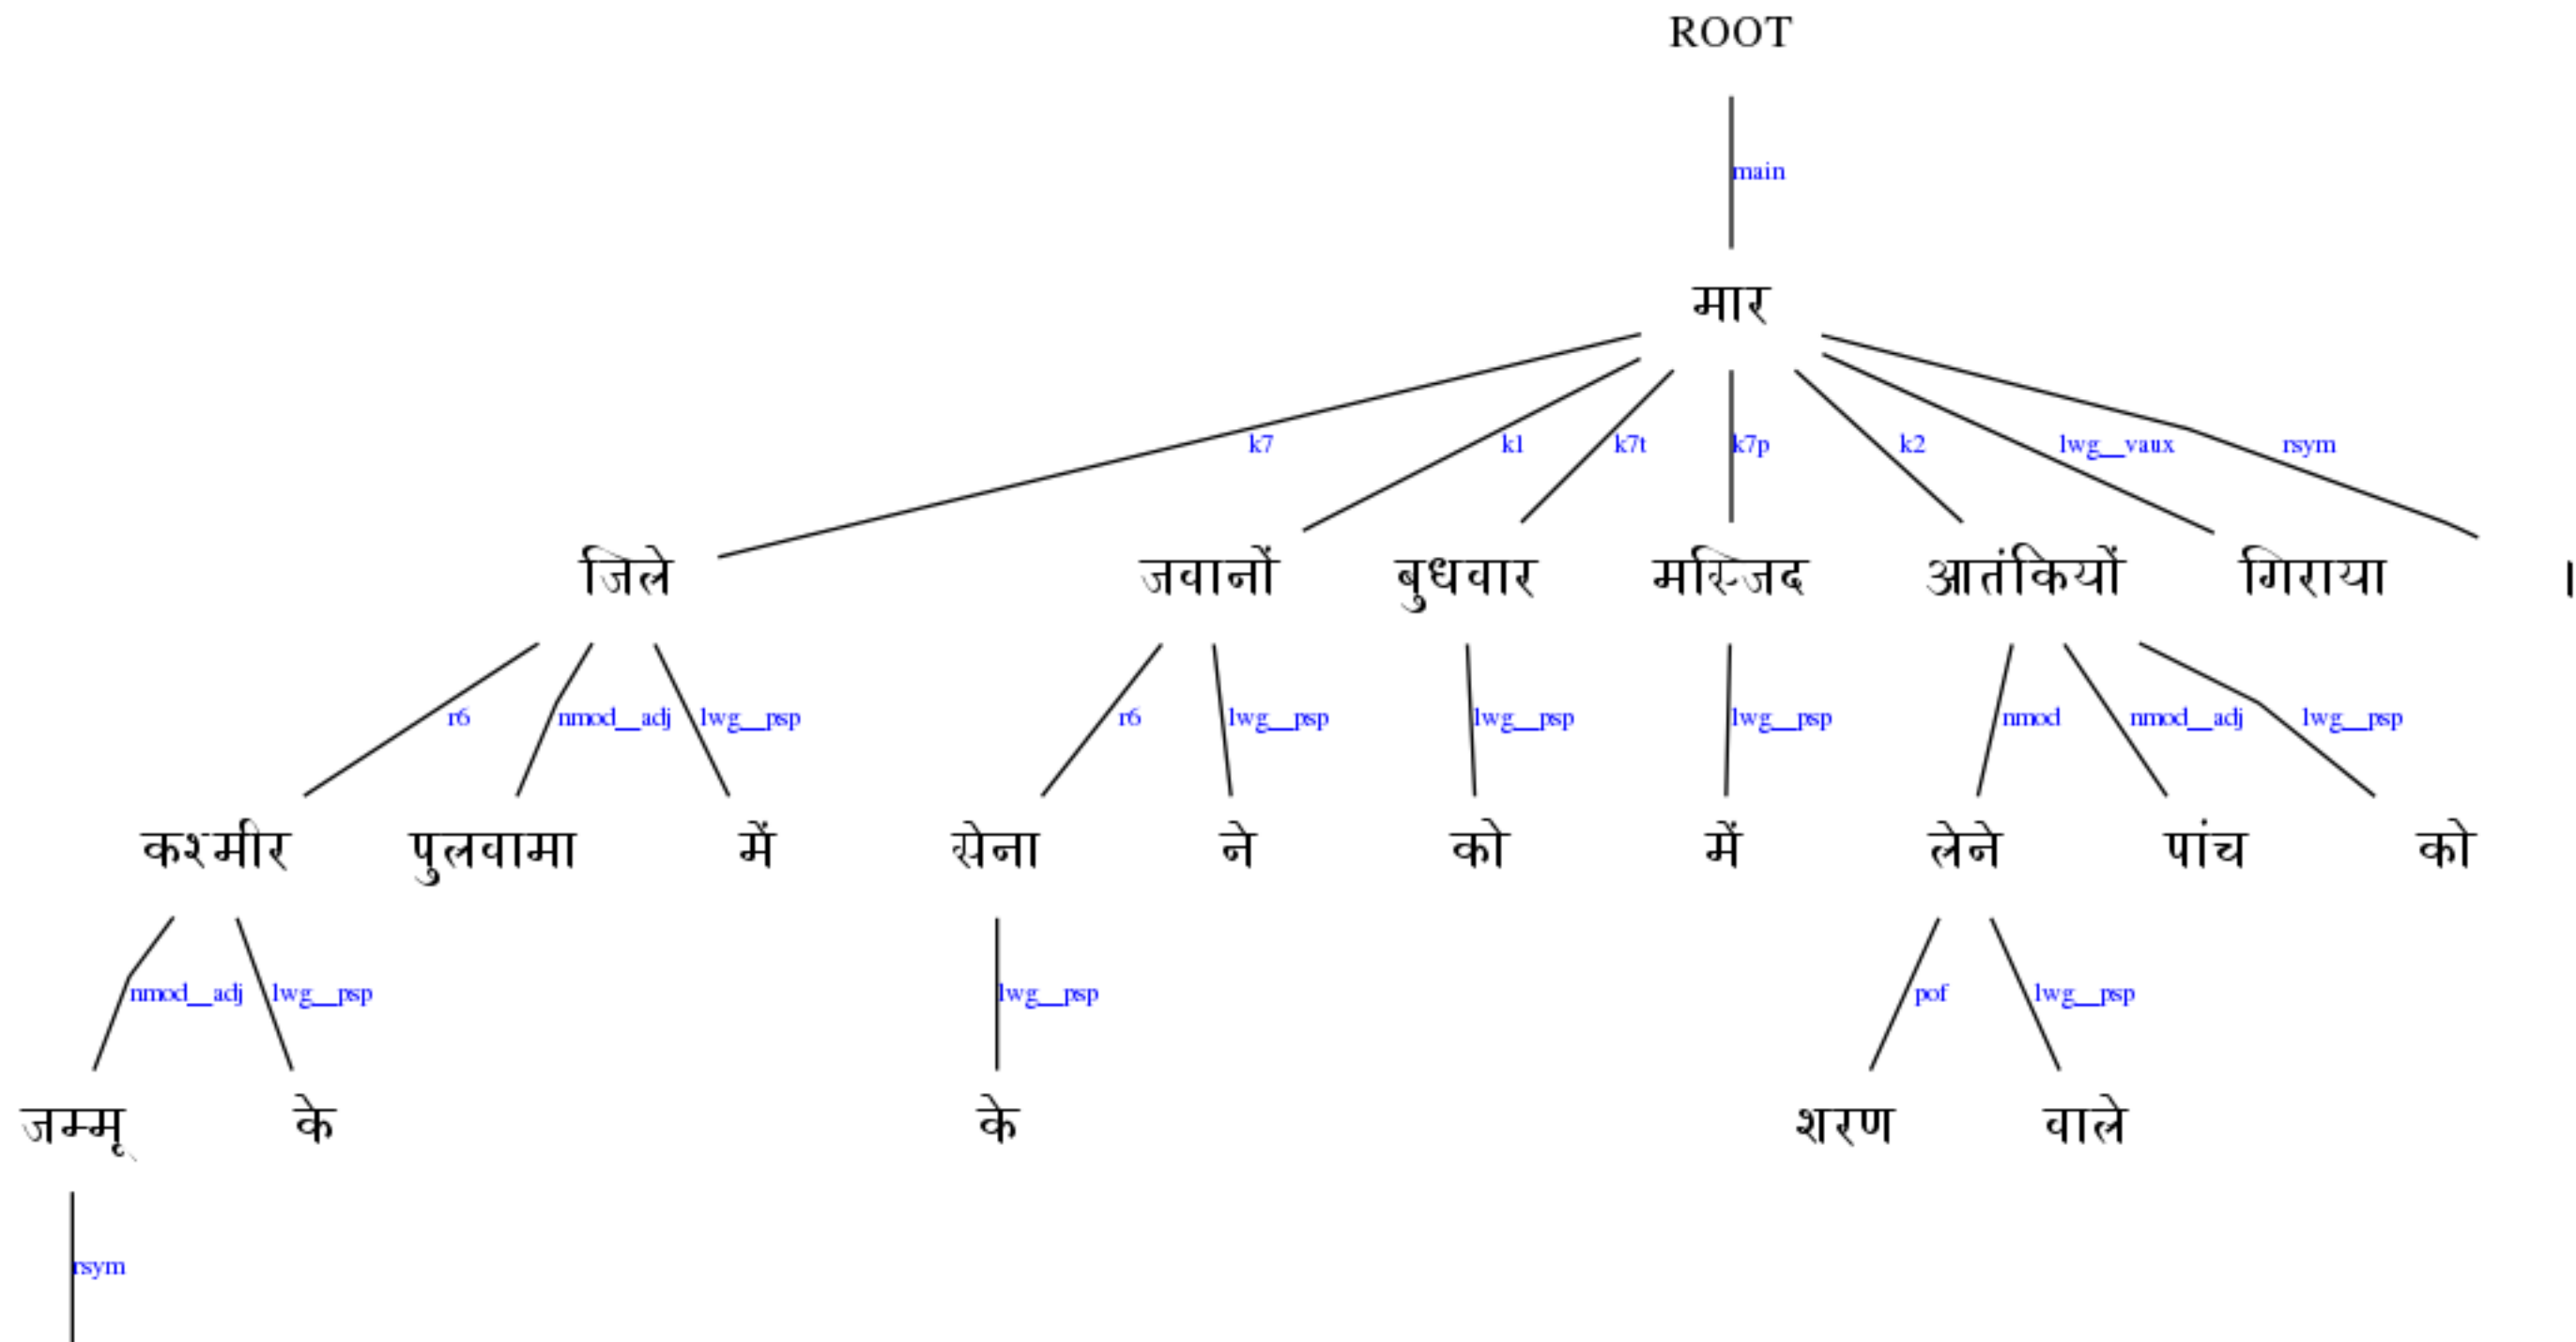 ROOT
main
मार
k7 k1 k7t k7p k2 lwg__vaux rsym
जिले जवानों बुधवार मस्जिद आतंकियों गिराया ।
r6 nmod__adj lwg__psp r6 lwg__psp lwg__psp lwg__psp nmod nmod__adj lwg__psp
कश्मीर पुलवामा में सेना ने को में लेने पांच को
nmod__adj lwg__psp lwg__psp pof lwg__psp
जम्मू के के शरण वाले
rsym